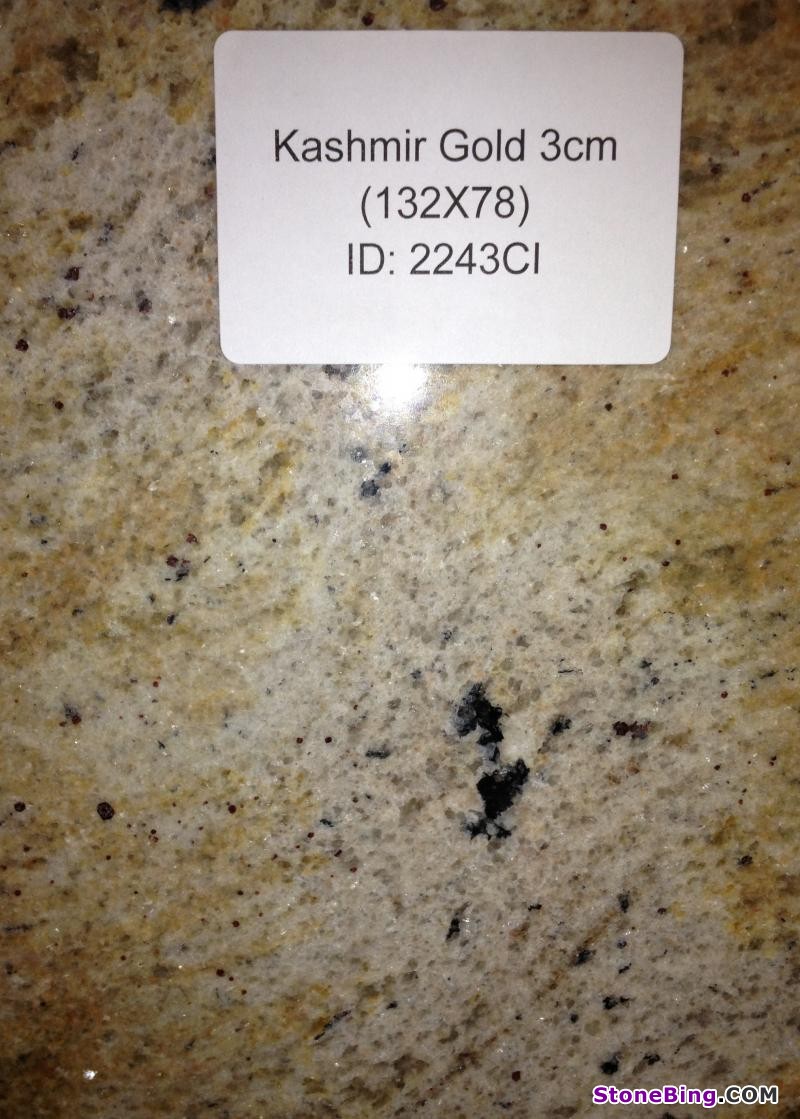 Kashmir Gold 3cm
(132X78)
ID: 2243CI
StoneBing.COM